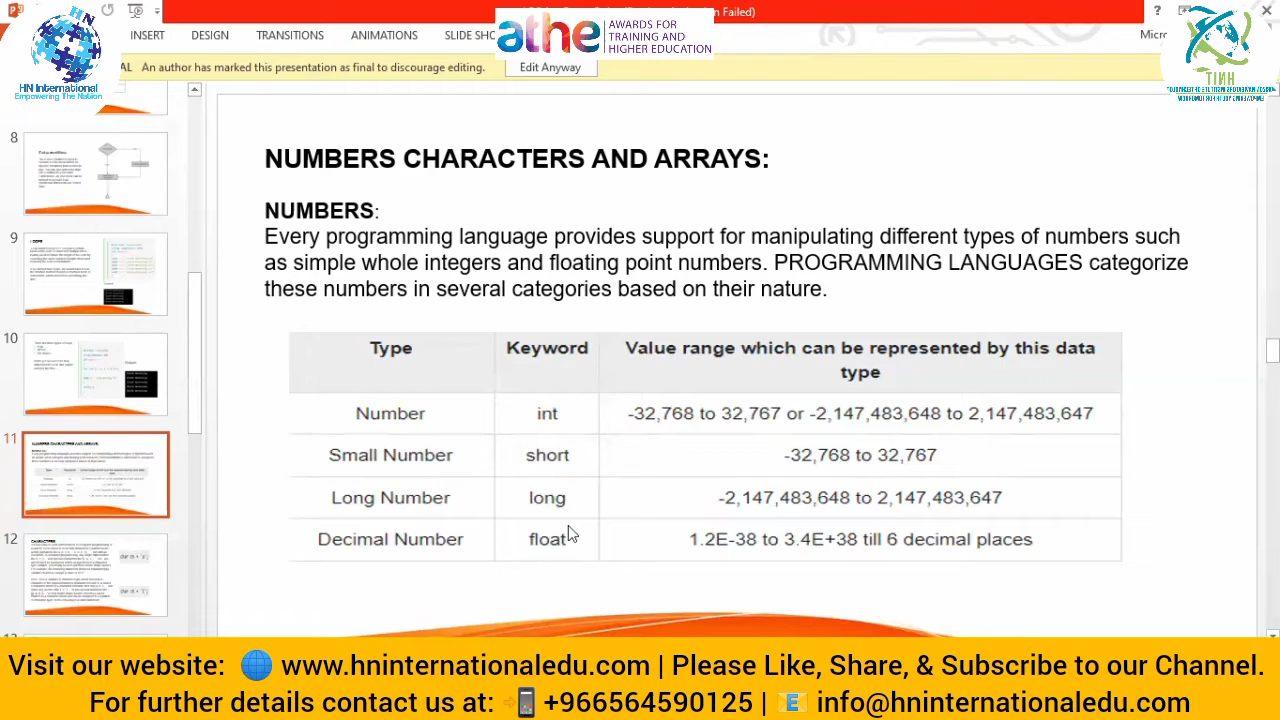 n Failed)
INSERT DESIGN TRANSITIONS ANIMATIONS SLIDE SHO
Micr
athe AWARDS FOR
TRAINING AND
HIGHER EDUCATION
HN
HN International
Empowering The Nation
TINH
AL An author has marked this presentation as final to discourage editing. Edit Anyway
8
9
10
11
12
NUMBERS CHARACTERS AND ARRAYS:
NUMBERS:
Every programming language provides support for manipulating different types of numbers such
as simple whole integers and floating point numbers. PROGRAMMING LANGUAGES categorize
these numbers in several categories based on their nature.
Type Keyword Value range which can be represented by this data
type
Number int -32,768 to 32,767 or -2,147,483,648 to 2,147,483,647
Small Number short -32,768 to 32,767
Long Number long -2,147,483,648 to 2,147,483,647
Decimal Number float 1.2E-38 to 3.4E+38 till 6 decimal places
Visit our website: www.hninternationaledu.com | Please Like, Share, & Subscribe to our Channel.
For further details contact us at: +966564590125 | info@hninternationaledu.com